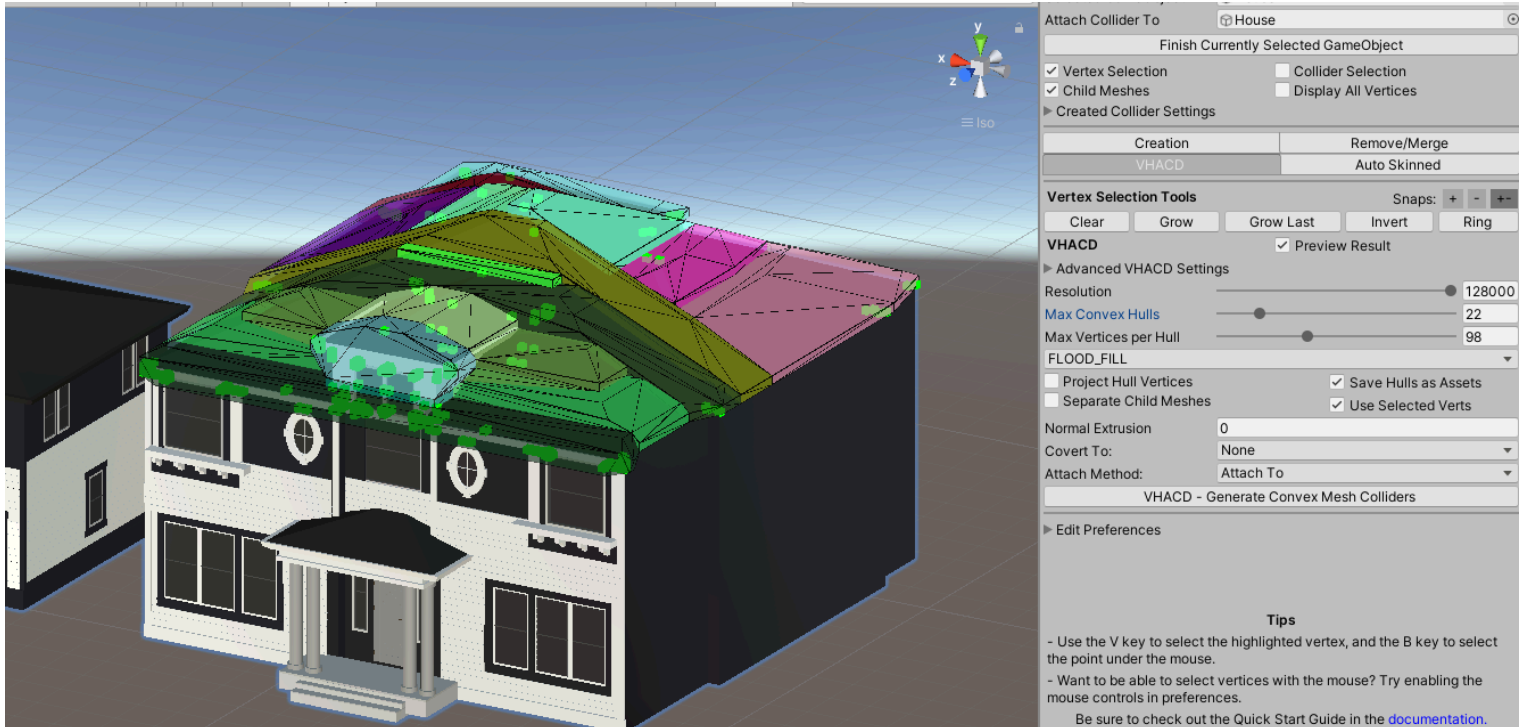 y
x
z
Iso
Attach Collider To House
Finish Currently Selected GameObject
Vertex Selection Collider Selection
Child Meshes Display All Vertices
Created Collider Settings
Creation Remove/Merge
VHACD Auto Skinned
Vertex Selection Tools Snaps: + - +-
Clear Grow Grow Last Invert Ring
VHACD Preview Result
Advanced VHACD Settings
Resolution 128000
Max Convex Hulls 22
Max Vertices per Hull 98
FLOOD_FILL
Project Hull Vertices Save Hulls as Assets
Separate Child Meshes Use Selected Verts
Normal Extrusion 0
Covert To: None
Attach Method: Attach To
VHACD - Generate Convex Mesh Colliders
Edit Preferences
Tips
- Use the V key to select the highlighted vertex, and the B key to select
the point under the mouse.
- Want to be able to select vertices with the mouse? Try enabling the
mouse controls in preferences.
Be sure to check out the Quick Start Guide in the documentation.